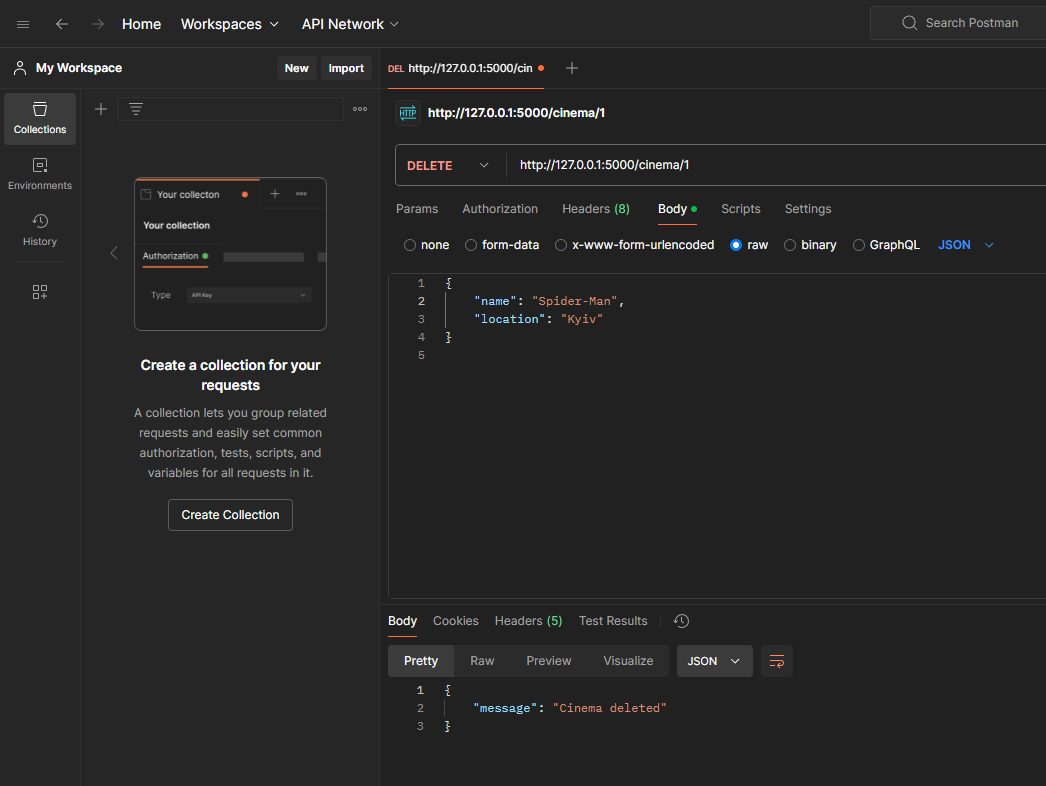 Home Workspaces API Network Search Postman
My Workspace New Import
DEL http://127.0.0.1:5000/cin
Collections
Environments
History
Your collecton
Your collection
Authorization
Type API Key
Create a collection for your
requests
A collection lets you group related
requests and easily set common
authorization, tests, scripts, and
variables for all requests in it.
Create Collection
HTTP http://127.0.0.1:5000/cinema/1
DELETE http://127.0.0.1:5000/cinema/1
Params Authorization Headers (8) Body Scripts Settings
none form-data x-www-form-urlencoded raw binary GraphQL JSON
1 {
2 "name": "Spider-Man",
3 "location": "Kyiv"
4 }
5
Body Cookies Headers (5) Test Results
Pretty Raw Preview Visualize JSON
1 {
2 "message": "Cinema deleted"
3 }